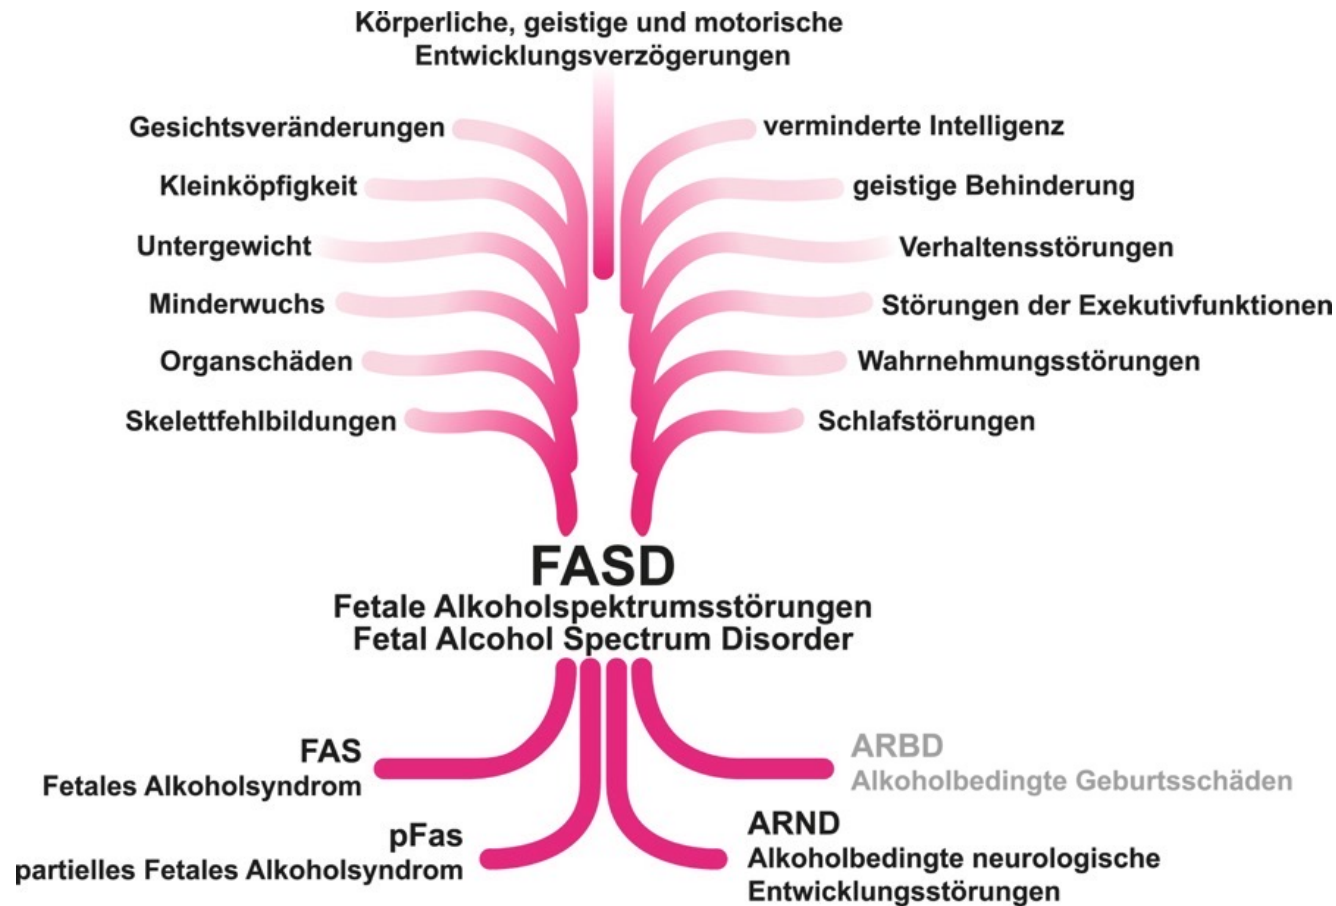 Körperliche, geistige und motorische
Entwicklungsverzögerungen
Gesichtsveränderungen
verminderte Intelligenz
Kleinköpfigkeit
geistige Behinderung
Untergewicht
Verhaltensstörungen
Minderwuchs
Störungen der Exekutivfunktionen
Organschäden
Wahrnehmungsstörungen
Skelettfehlbildungen
Schlafstörungen
FASD
Fetale Alkoholspektrumsstörungen
Fetal Alcohol Spectrum Disorder
FAS
Fetales Alkoholsyndrom
ARBD
Alkoholbedingte Geburtsschäden
pFas
partielles Fetales Alkoholsyndrom
ARND
Alkoholbedingte neurologische
Entwicklungsstörungen